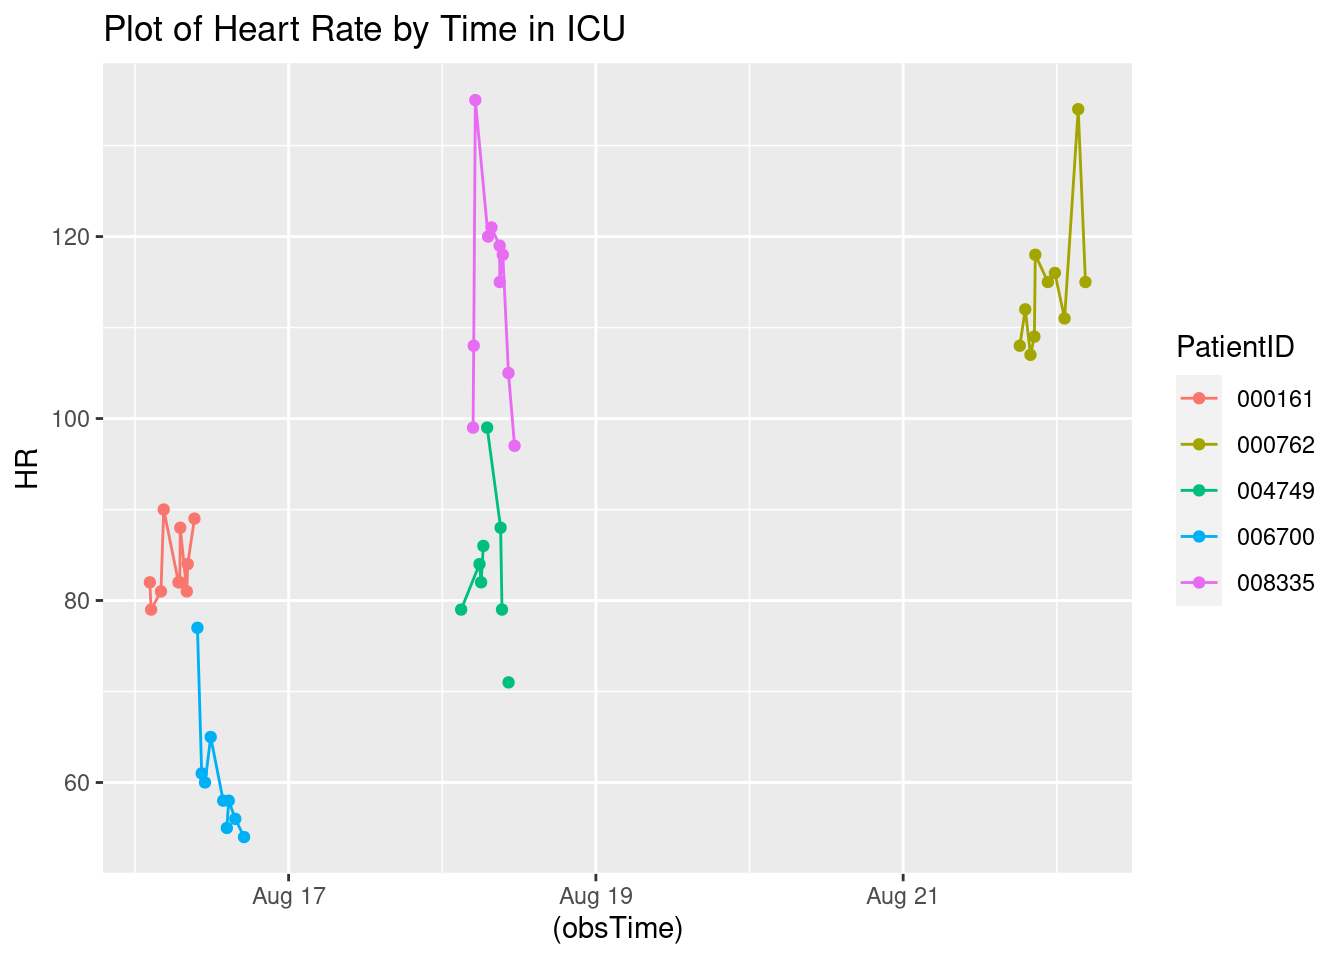 Plot of Heart Rate by Time in ICU
HR
120
100
80
60
Aug 17
Aug 19
Aug 21
(obsTime)
PatientID
000161
000762
004749
006700
008335